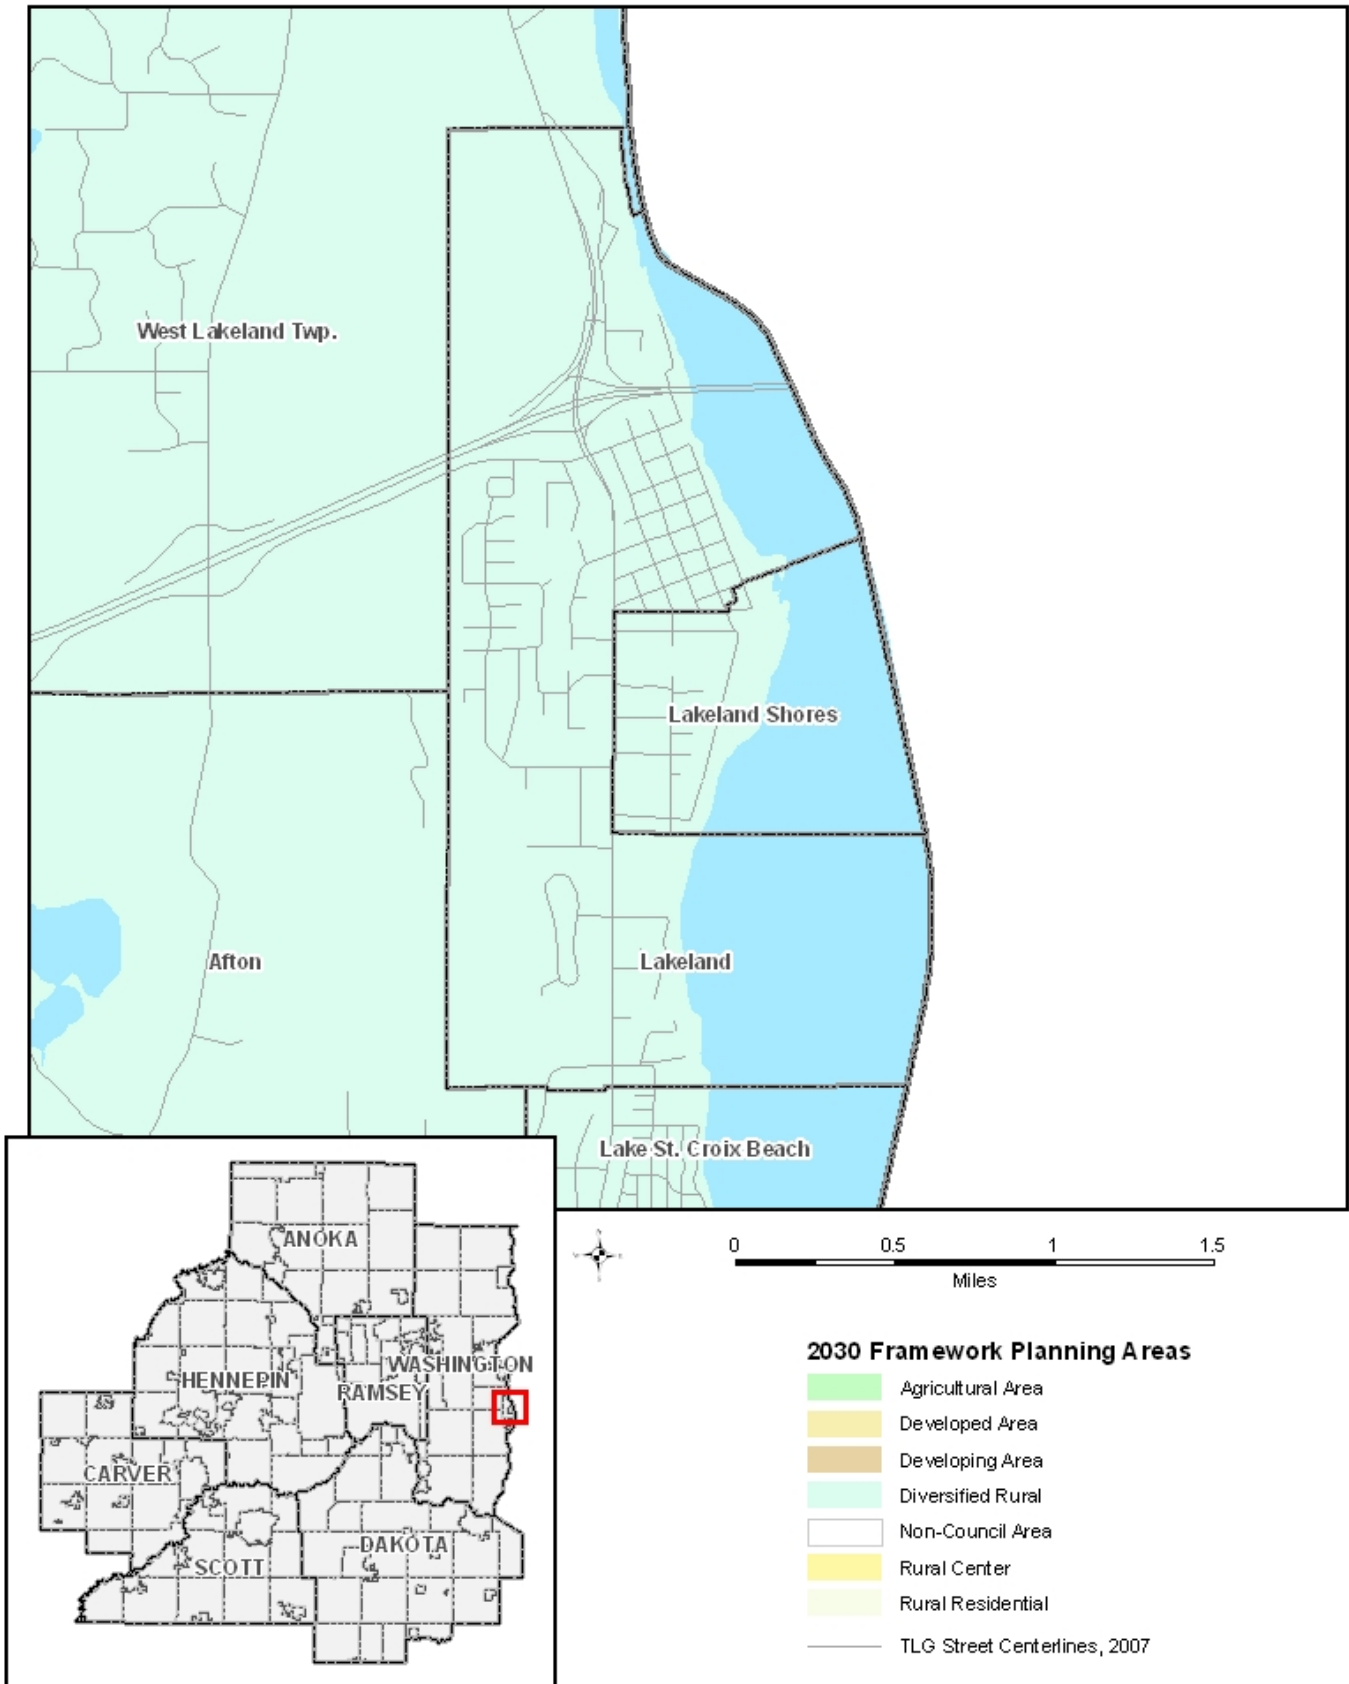 West Lakeland Twp.
Lakeland Shores
Afton
Lakeland
Lake St. Croix Beach
ANOKA
WASHINGTON
HENNEPIN
RAMSEY
CARVER
DAKOTA
SCOTT
0 0.5 1 1.5
Miles
2030 Framework Planning Areas
Agricultural Area
Developed Area
Developing Area
Diversified Rural
Non-Council Area
Rural Center
Rural Residential
TLG Street Centerlines, 2007